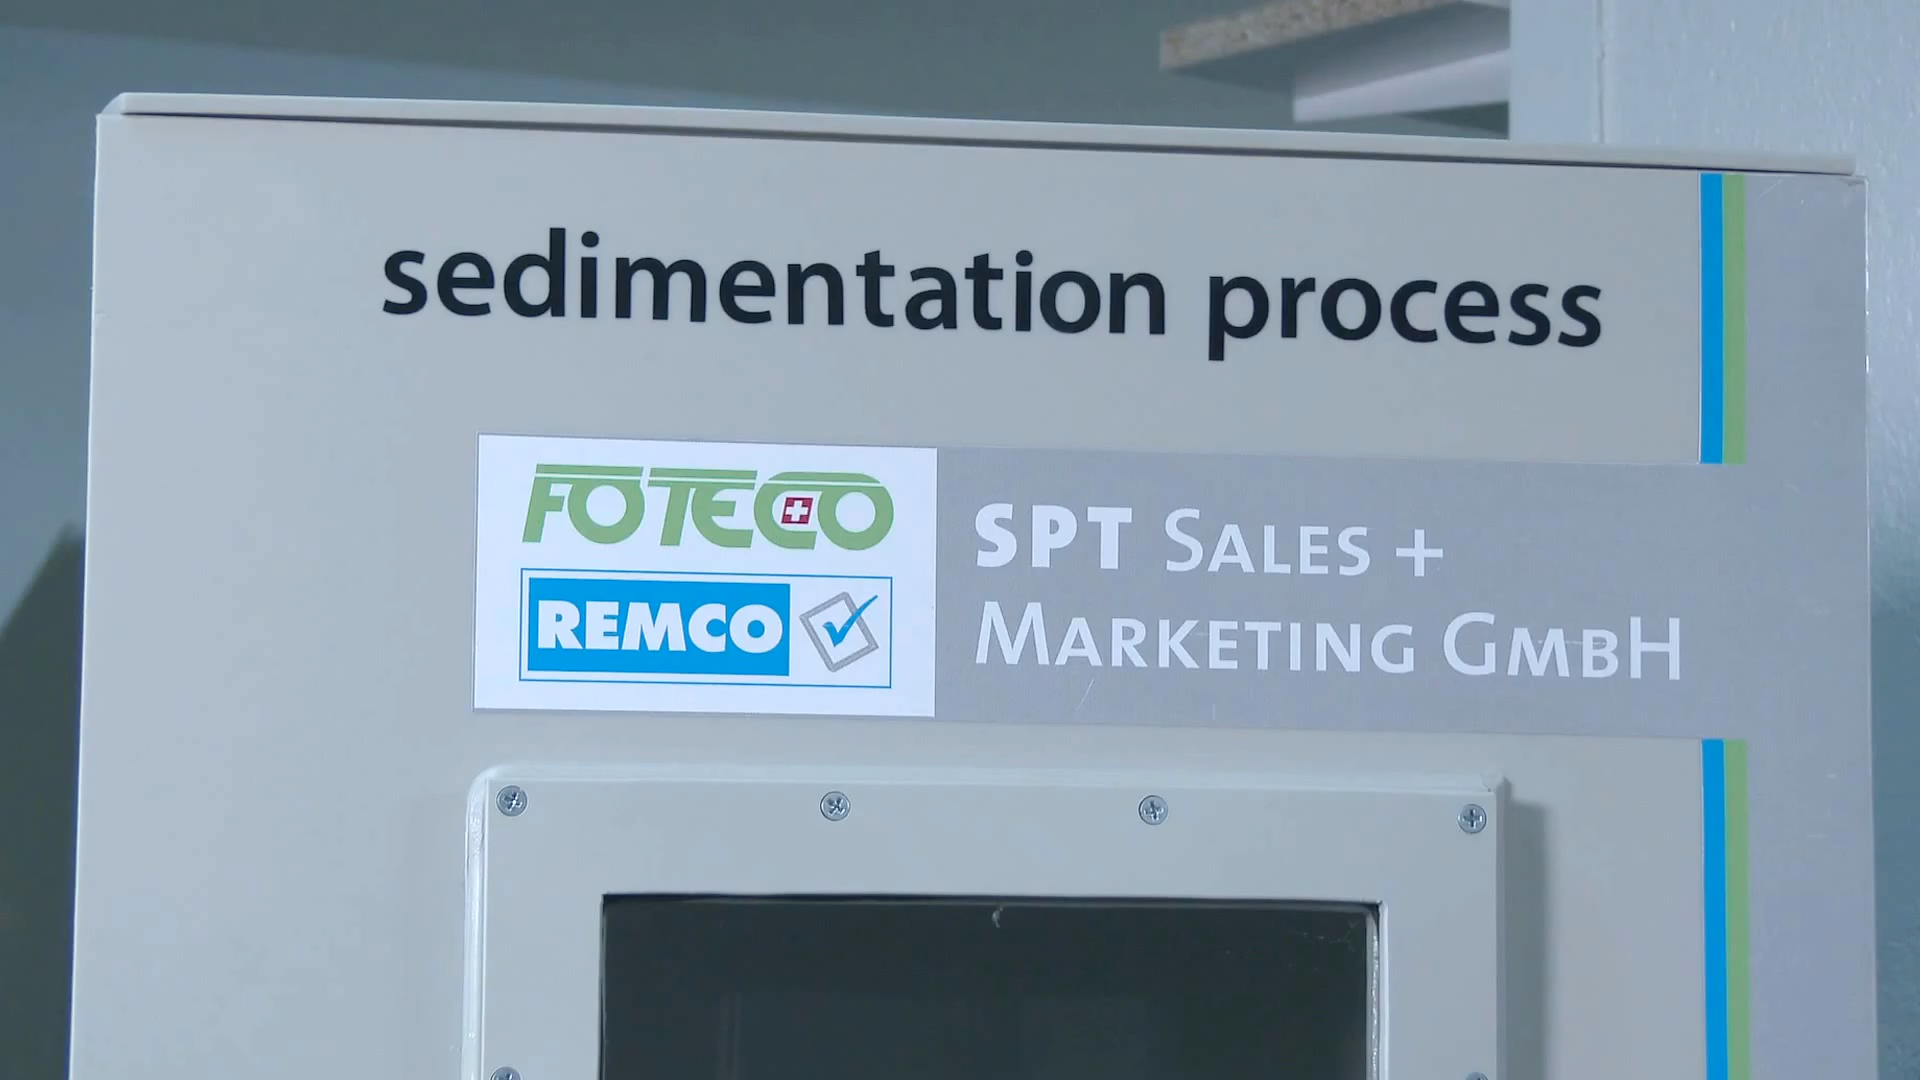 sedimentation process
FOTECO
REMCO
SPT SALES +
MARKETING GMBH